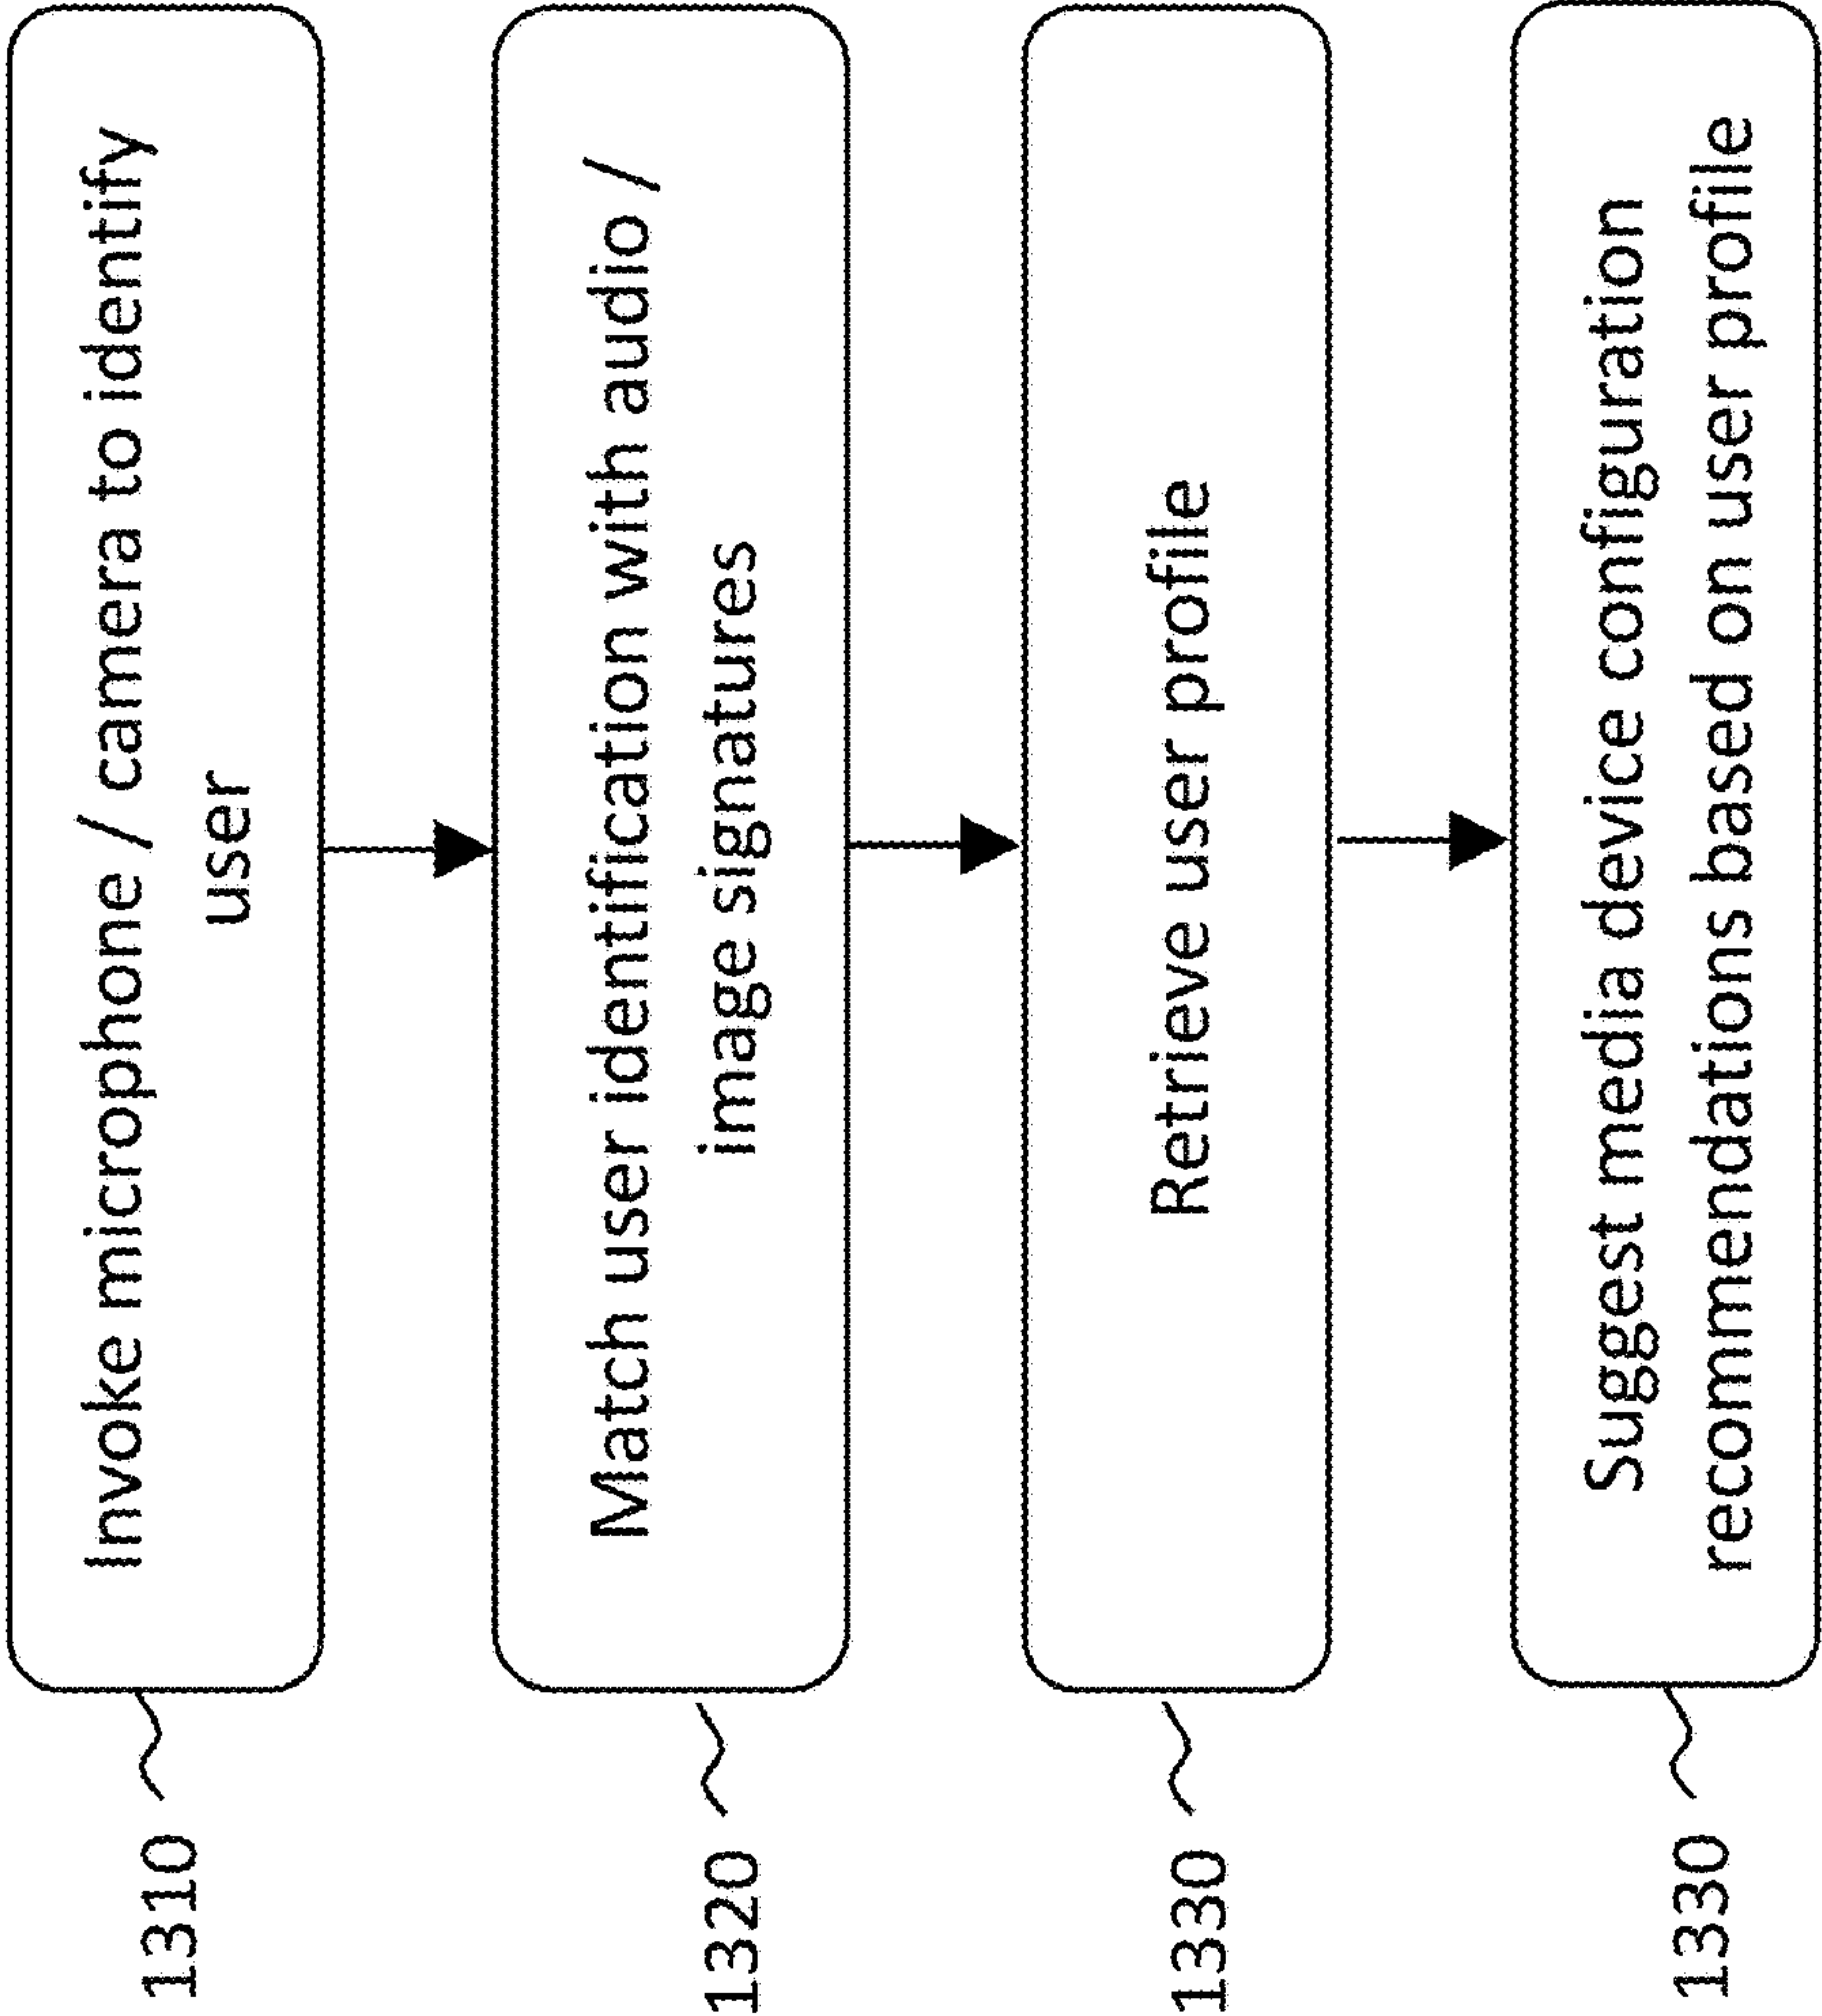 1310
Invoke microphone / camera to identify
user
1320
Match user identification with audio /
image signatures
1330
Retrieve user profile
1330
Suggest media device configuration
recommendations based on user profile